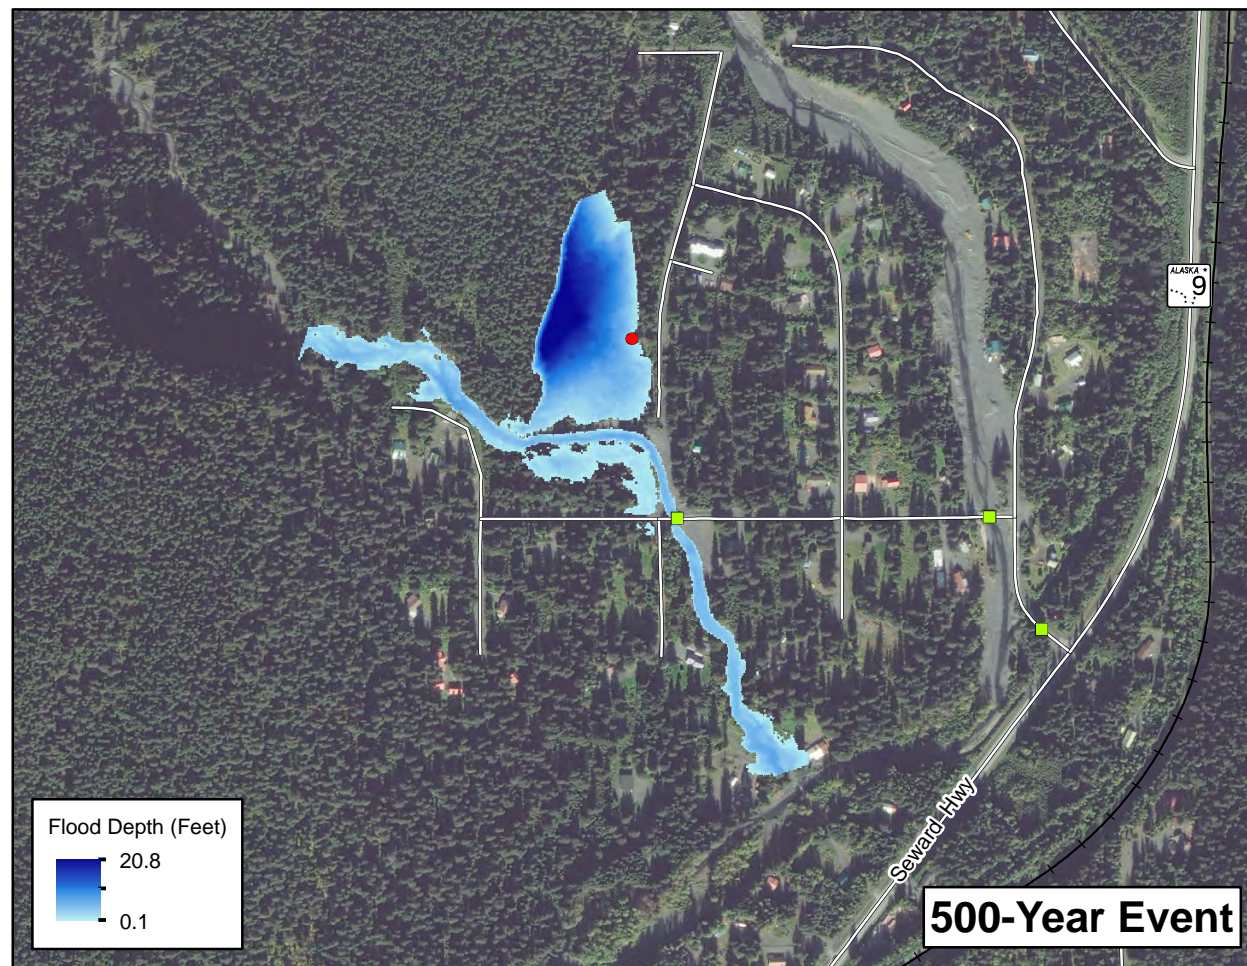 ALASKA
9
Seward Hwy
Flood Depth (Feet)
20.8
0.1
500-Year Event